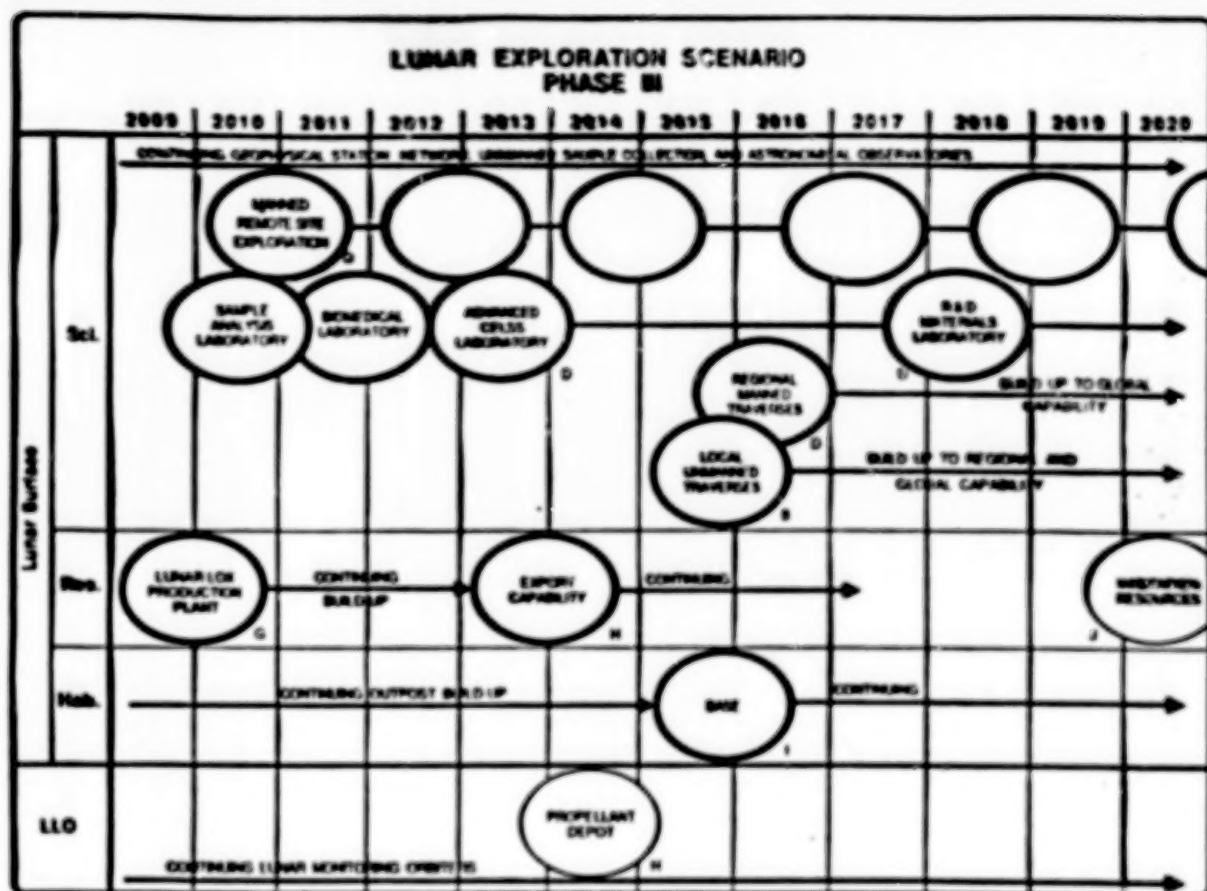 LUNAR EXPLORATION SCENARIO
PHASE III
2009 2010 2011 2012 2013 2014 2015 2016 2017 2018 2019 2020
CONTINUING GEOPHYSICAL STATION NETWORK, UNMANNED SAMPLE COLLECTION, AND ASTRONOMICAL OBSERVATORIES
MANNED
REMOTE SITE
EXPLORATION
G
Sci.
SAMPLE
ANALYSIS
LABORATORY
BIOMEDICAL
LABORATORY
ADVANCED
CELSS
LABORATORY
D
R&D
MATERIALS
LABORATORY
REGIONAL
MANNED
TRAVERSES
D
BUILD UP TO GLOBAL
CAPABILITY
LOCAL
UNMANNED
TRAVERSES
BUILD UP TO REGIONAL AND
GLOBAL CAPABILITY
Lunar Surface
Res.
LUNAR LOX
PRODUCTION
PLANT
G
CONTINUING
BUILD UP
EXPORT
CAPABILITY
H
CONTINUING
RESOURCES
J
Hab.
CONTINUING OUTPOST BUILD UP
BASE
I
CONTINUING
LLO
PROPELLANT
DEPOT
H
CONTINUING LUNAR MONITORING ORBITERS